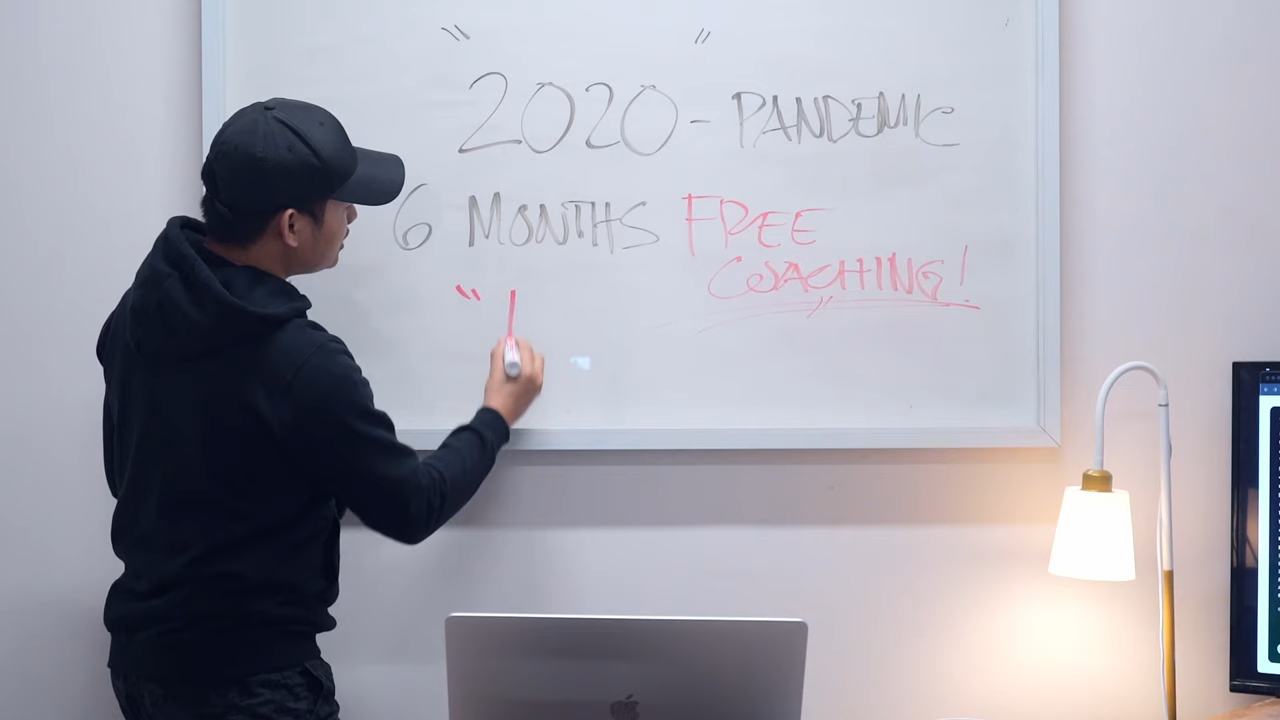 " "
2020 - PANDEMIC
6 MONTHS FREE
COACHING!
"